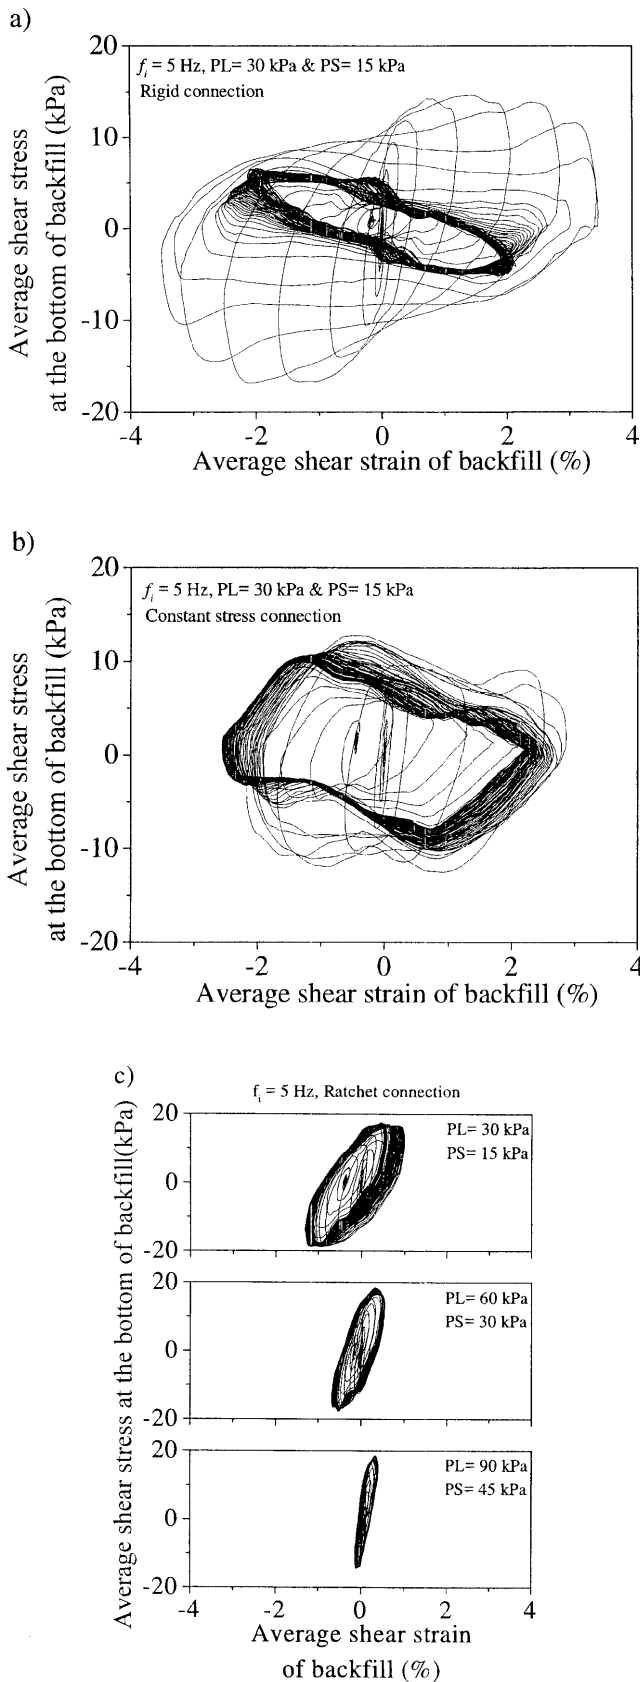 a)
20
10
0
-10
-20
Average shear stress
at the bottom of backfill (kPa)
f_i = 5 Hz, PL= 30 kPa & PS= 15 kPa
Rigid connection
-4 -2 0 2 4
Average shear strain of backfill (%)
b)
20
10
0
-10
-20
Average shear stress
at the bottom of backfill (kPa)
f_i = 5 Hz, PL= 30 kPa & PS= 15 kPa
Constant stress connection
-4 -2 0 2 4
Average shear strain of backfill (%)
c)
f_i = 5 Hz, Ratchet connection
Average shear stress at the bottom of backfill(kPa)
20
0
-20
PL= 30 kPa
PS= 15 kPa
20
0
-20
PL= 60 kPa
PS= 30 kPa
20
0
-20
PL= 90 kPa
PS= 45 kPa
-4 -2 0 2 4
Average shear strain
of backfill (%)